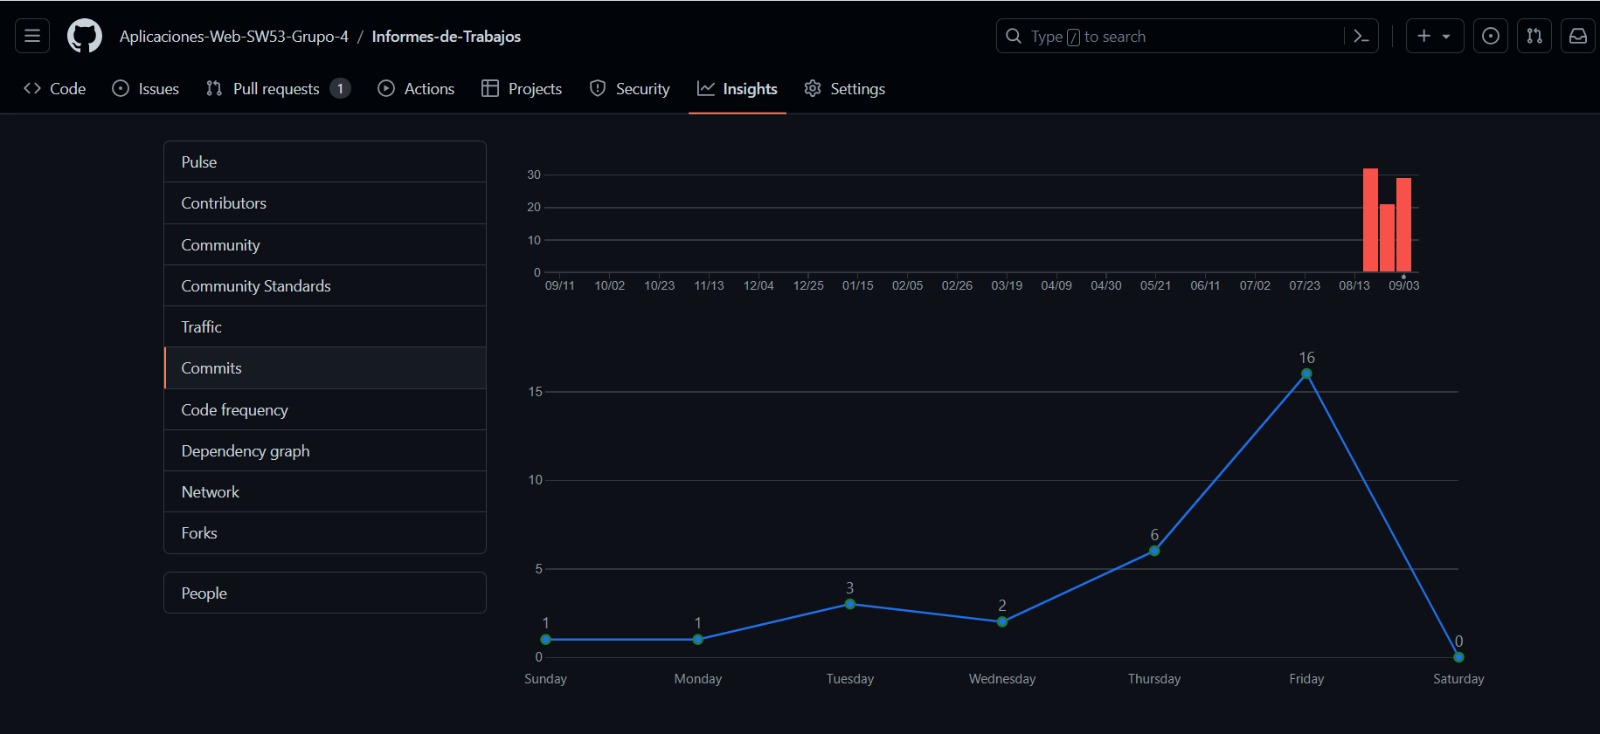 Aplicaciones-Web-SW53-Grupo-4 / Informes-de-Trabajos
Type / to search
Code Issues Pull requests 1 Actions Projects Security Insights Settings
Pulse
Contributors
Community
Community Standards
Traffic
Commits
Code frequency
Dependency graph
Network
Forks
People
30
20
10
0
09/11 10/02 10/23 11/13 12/04 12/25 01/15 02/05 02/26 03/19 04/09 04/30 05/21 06/11 07/02 07/23 08/13 09/03
16
15
10
6
5
3
2
1 1
0
0
Sunday Monday Tuesday Wednesday Thursday Friday Saturday